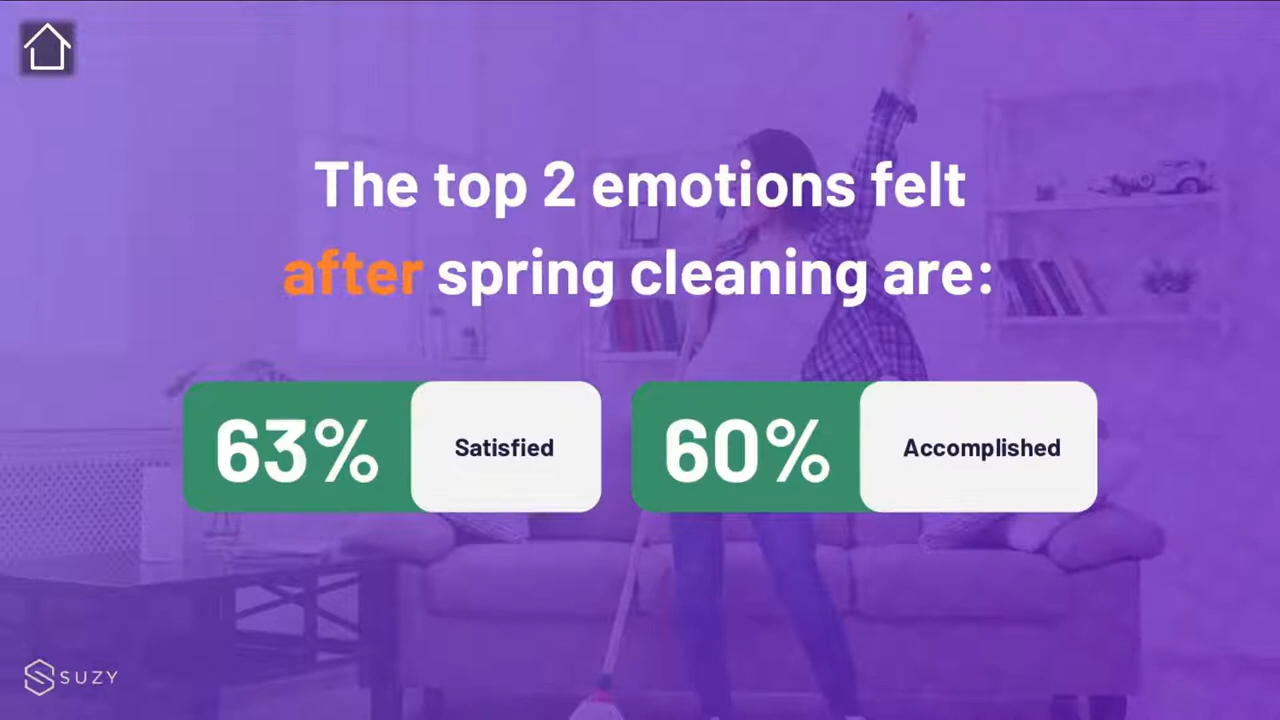 The top 2 emotions felt
after spring cleaning are:
63% Satisfied
60% Accomplished
SUZY